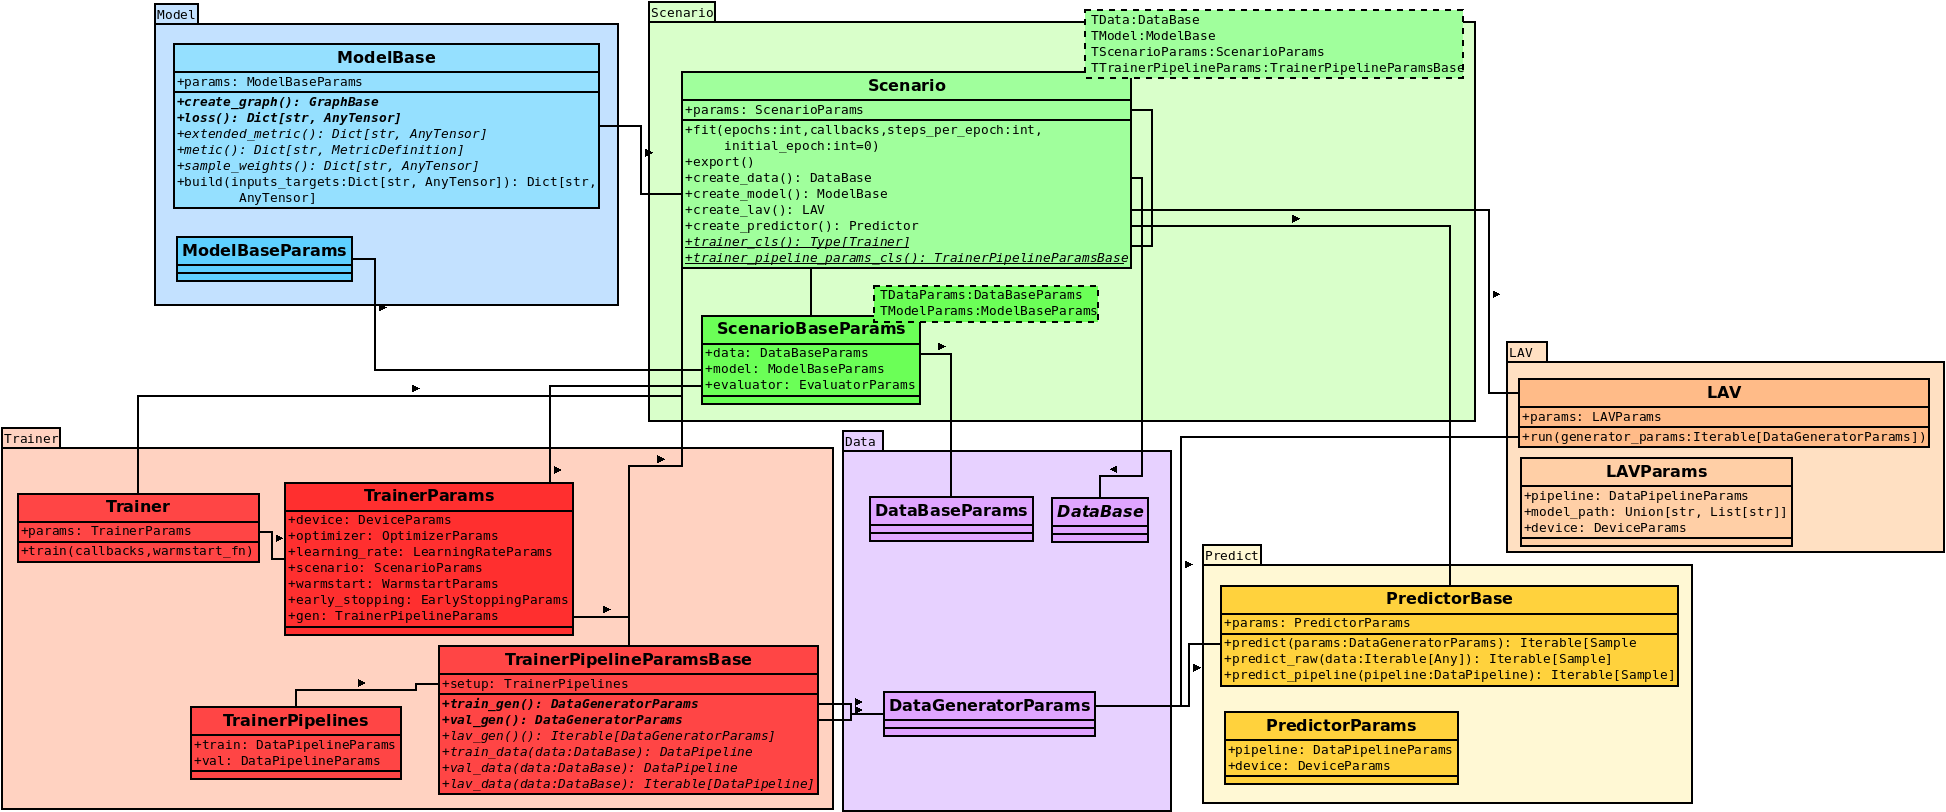 Model
ModelBase
+params: ModelBaseParams
+create_graph(): GraphBase
+loss(): Dict[str, AnyTensor]
+extended_metric(): Dict[str, AnyTensor]
+metic(): Dict[str, MetricDefinition]
+sample_weights(): Dict[str, AnyTensor]
+build(inputs_targets:Dict[str, AnyTensor]): Dict[str,
AnyTensor]
ModelBaseParams
Scenario
TData:DataBase
TModel:ModelBase
TScenarioParams:ScenarioParams
TTrainerPipelineParams:TrainerPipelineParamsBase
Scenario
+params: ScenarioParams
+fit(epochs:int,callbacks,steps_per_epoch:int,
initial_epoch:int=0)
+export()
+create_data(): DataBase
+create_model(): ModelBase
+create_lav(): LAV
+create_predictor(): Predictor
+trainer_cls(): Type[Trainer]
+trainer_pipeline_params_cls(): TrainerPipelineParamsBase
TDataParams:DataBaseParams
TModelParams:ModelBaseParams
ScenarioBaseParams
+data: DataBaseParams
+model: ModelBaseParams
+evaluator: EvaluatorParams
LAV
LAV
+params: LAVParams
+run(generator_params:Iterable[DataGeneratorParams])
LAVParams
+pipeline: DataPipelineParams
+model_path: Union[str, List[str]]
+device: DeviceParams
Trainer
Trainer
+params: TrainerParams
+train(callbacks,warmstart_fn)
TrainerParams
+device: DeviceParams
+optimizer: OptimizerParams
+learning_rate: LearningRateParams
+scenario: ScenarioParams
+warmstart: WarmstartParams
+early_stopping: EarlyStoppingParams
+gen: TrainerPipelineParams
TrainerPipelineParamsBase
+setup: TrainerPipelines
+train_gen(): DataGeneratorParams
+val_gen(): DataGeneratorParams
+lav_gen()(): Iterable[DataGeneratorParams]
+train_data(data:DataBase): DataPipeline
+val_data(data:DataBase): DataPipeline
+lav_data(data:DataBase): Iterable[DataPipeline]
TrainerPipelines
+train: DataPipelineParams
+val: DataPipelineParams
Data
DataBaseParams
DataBase
DataGeneratorParams
Predict
PredictorBase
+params: PredictorParams
+predict(params:DataGeneratorParams): Iterable[Sample
+predict_raw(data:Iterable[Any]): Iterable[Sample]
+predict_pipeline(pipeline:DataPipeline): Iterable[Sample]
PredictorParams
+pipeline: DataPipelineParams
+device: DeviceParams